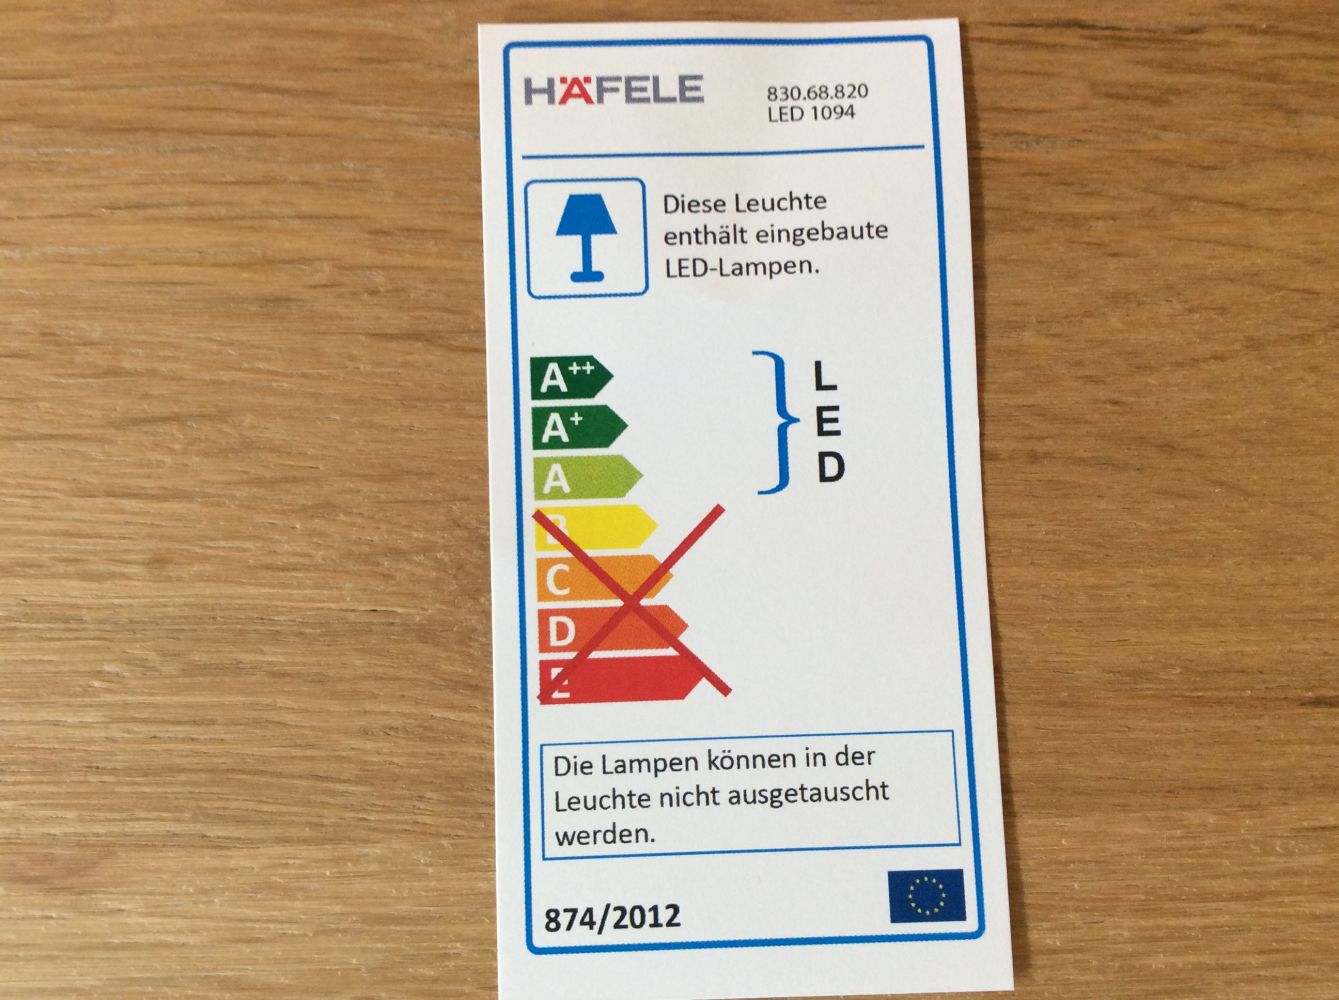 HÄFELE
830.68.820
LED 1094
Diese Leuchte
enthält eingebaute
LED-Lampen.
A++
A+
A
B
C
D
E
L
E
D
Die Lampen können in der
Leuchte nicht ausgetauscht
werden.
874/2012